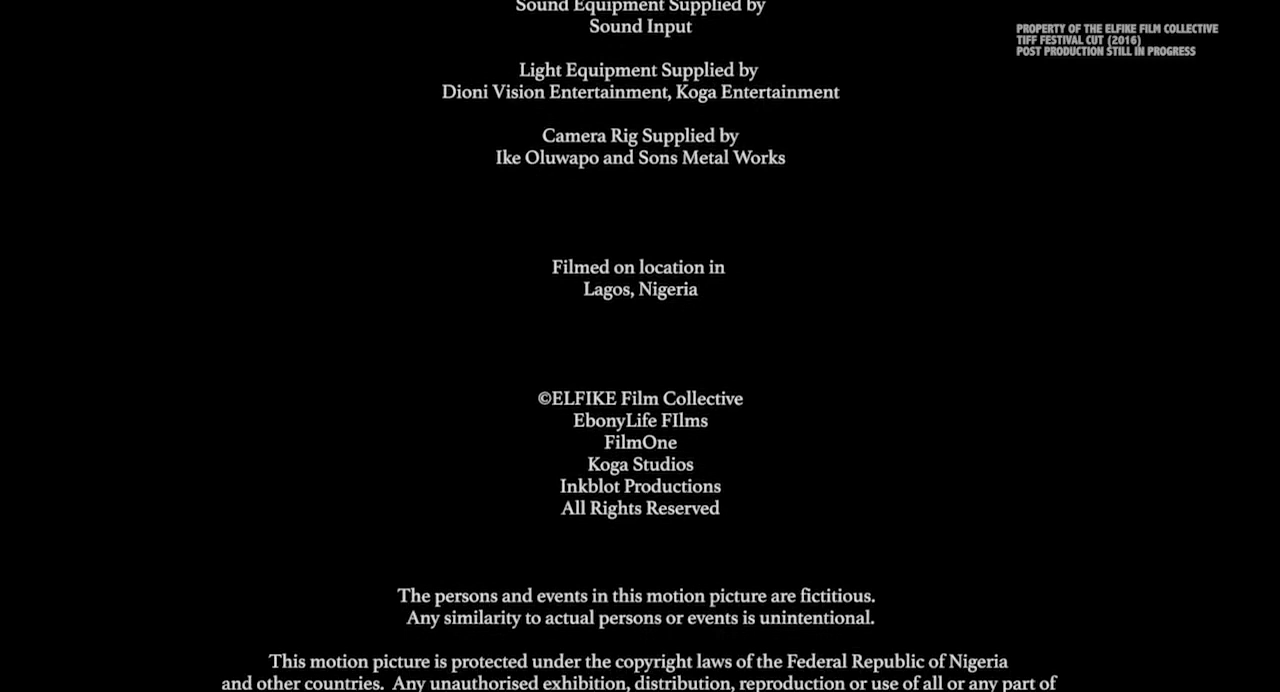 Sound Equipment Supplied by
Sound Input
PROPERTY OF THE ELFIKE FILM COLLECTIVE
TIFF FESTIVAL CUT (2016)
POST PRODUCTION STILL IN PROGRESS
Light Equipment Supplied by
Dioni Vision Entertainment, Koga Entertainment
Camera Rig Supplied by
Ike Oluwapo and Sons Metal Works
Filmed on location in
Lagos, Nigeria
©ELFIKE Film Collective
EbonyLife FIlms
FilmOne
Koga Studios
Inkblot Productions
All Rights Reserved
The persons and events in this motion picture are fictitious.
Any similarity to actual persons or events is unintentional.
This motion picture is protected under the copyright laws of the Federal Republic of Nigeria
and other countries.  Any unauthorised exhibition, distribution, reproduction or use of all or any part of